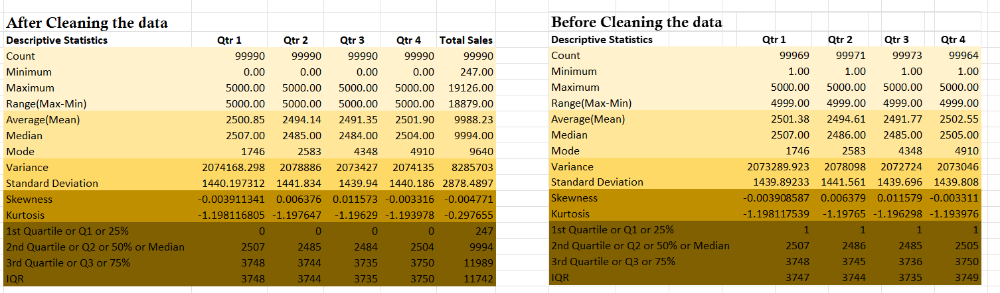 After Cleaning the data
Descriptive Statistics Qtr 1 Qtr 2 Qtr 3 Qtr 4 Total Sales
Count 99990 99990 99990 99990 99990
Minimum 0.00 0.00 0.00 0.00 247.00
Maximum 5000.00 5000.00 5000.00 5000.00 19126.00
Range(Max-Min) 5000.00 5000.00 5000.00 5000.00 18879.00
Average(Mean) 2500.85 2494.14 2491.35 2501.90 9988.23
Median 2507.00 2485.00 2484.00 2504.00 9994.00
Mode 1746 2583 4348 4910 9640
Variance 2074168.298 2078886 2073427 2074135 8285703
Standard Deviation 1440.197312 1441.834 1439.94 1440.186 2878.4897
Skewness -0.003911341 0.006376 0.011573 -0.003316 -0.004771
Kurtosis -1.198116805 -1.197647 -1.19629 -1.193978 -0.297655
1st Quartile or Q1 or 25% 0 0 0 0 247
2nd Quartile or Q2 or 50% or Median 2507 2485 2484 2504 9994
3rd Quartile or Q3 or 75% 3748 3744 3735 3750 11989
IQR 3748 3744 3735 3750 11742
Before Cleaning the data
Descriptive Statistics Qtr 1 Qtr 2 Qtr 3 Qtr 4
Count 99969 99971 99973 99964
Minimum 1.00 1.00 1.00 1.00
Maximum 5000.00 5000.00 5000.00 5000.00
Range(Max-Min) 4999.00 4999.00 4999.00 4999.00
Average(Mean) 2501.38 2494.61 2491.77 2502.55
Median 2507.00 2486.00 2485.00 2505.00
Mode 1746 2583 4348 4910
Variance 2073289.923 2078098 2072724 2073046
Standard Deviation 1439.89233 1441.561 1439.696 1439.808
Skewness -0.003908587 0.006379 0.011579 -0.003311
Kurtosis -1.198117539 -1.19765 -1.196298 -1.193976
1st Quartile or Q1 or 25% 1 1 1 1
2nd Quartile or Q2 or 50% or Median 2507 2486 2485 2505
3rd Quartile or Q3 or 75% 3748 3745 3736 3750
IQR 3747 3744 3735 3749